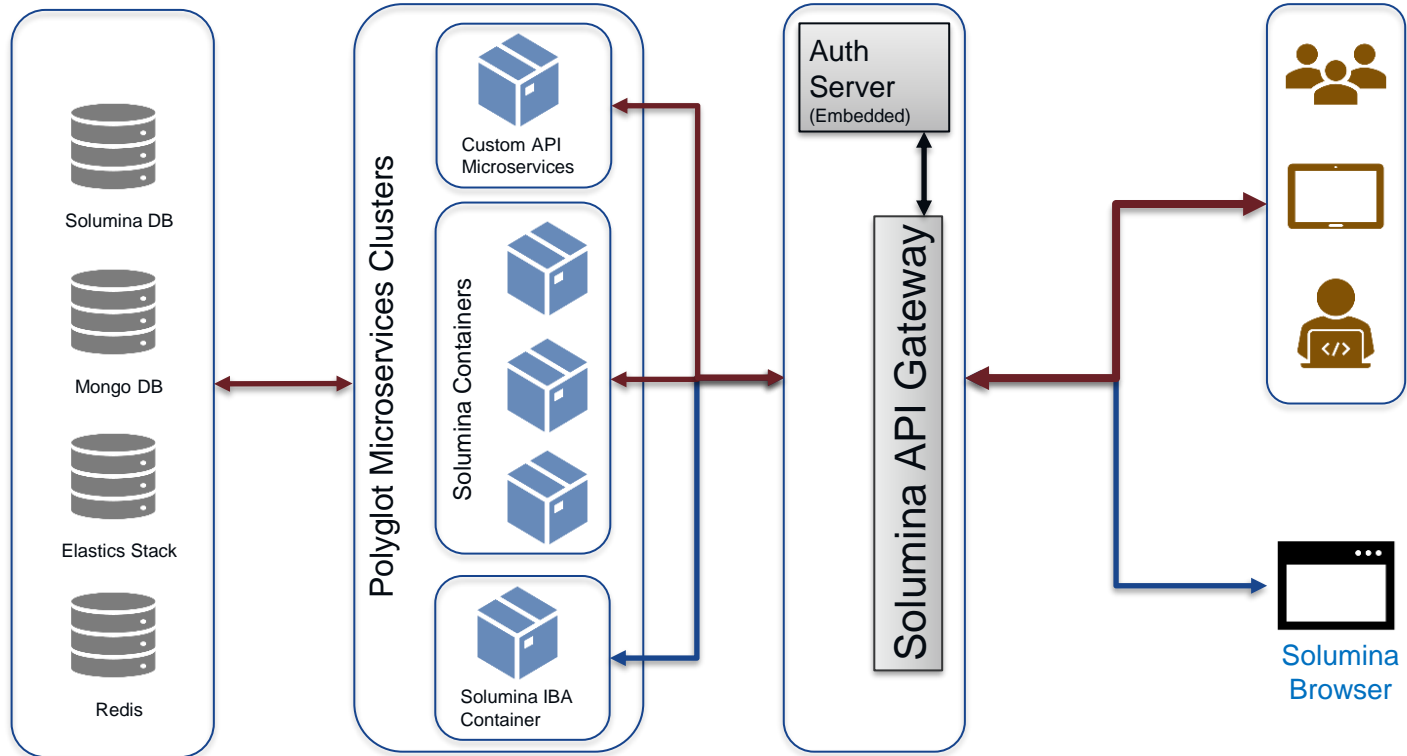 Solumina DB
Mongo DB
Elastics Stack
Redis
Polyglot Microservices Clusters
Custom API
Microservices
Solumina Containers
Solumina IBA
Container
Auth
Server
(Embedded)
Solumina API Gateway
</>
Solumina
Browser